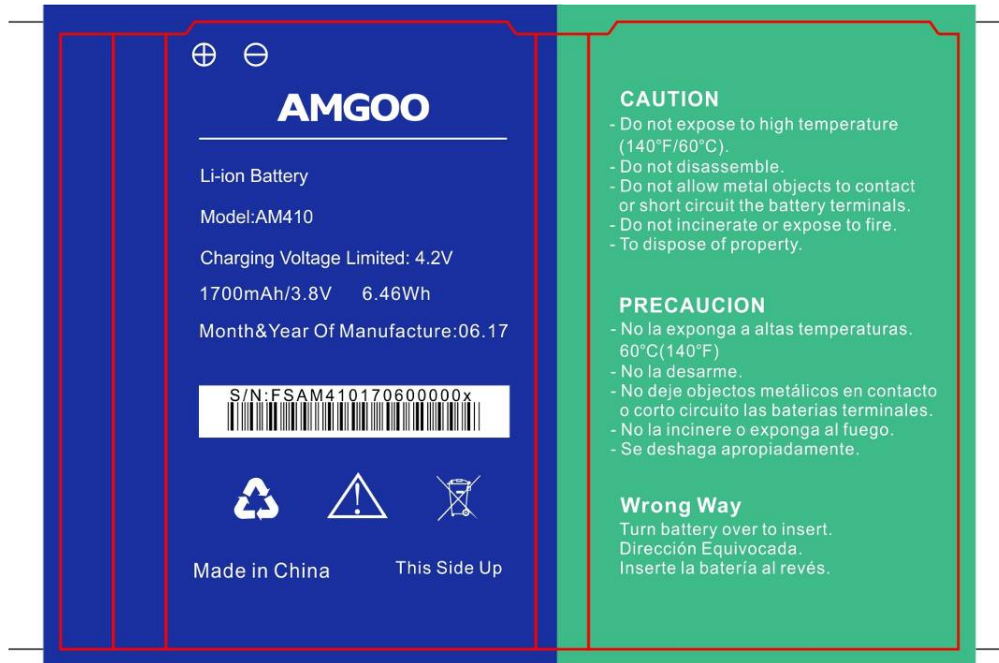 AMGOO
Li-ion Battery
Model:AM410
Charging Voltage Limited: 4.2V
1700mAh/3.8V 6.46Wh
Month&Year Of Manufacture:06.17
S/N:FSAM410170600000x
Made in China
This Side Up
CAUTION
- Do not expose to high temperature
(140°F/60°C).
- Do not disassemble.
- Do not allow metal objects to contact
or short circuit the battery terminals.
- Do not incinerate or expose to fire.
- To dispose of property.
PRECAUCION
- No la exponga a altas temperaturas.
60°C(140°F)
- No la desarme.
- No deje objectos metálicos en contacto
o corto circuito las baterias terminales.
- No la incinere o exponga al fuego.
- Se deshaga apropiadamente.
Wrong Way
Turn battery over to insert.
Dirección Equivocada.
Inserte la batería al revés.